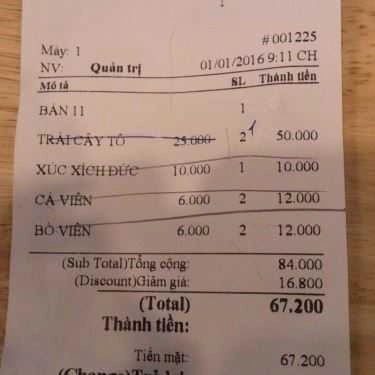 #001225
Máy: 1 01/01/2016 9:11 CH
NV: Quản trị
Mô tả SL Thành tiền
BÀN 11 1
TRÁI CÂY TÔ 25.000 2 1 50.000
XÚC XÍCH ĐỨC 10.000 1 10.000
CÁ VIÊN 6.000 2 12.000
BÒ VIÊN 6.000 2 12.000
(Sub Total)Tổng cộng: 84.000
(Discount)Giảm giá: 16.800
(Total) 67.200
Thành tiền:
Tiền mặt: 67.200